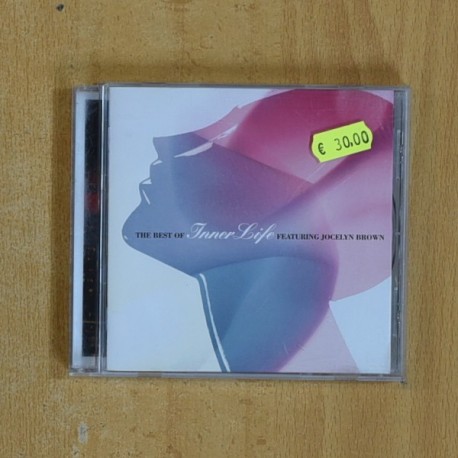 € 30,00
THE BEST OF Inner Life FEATURING JOCELYN BROWN